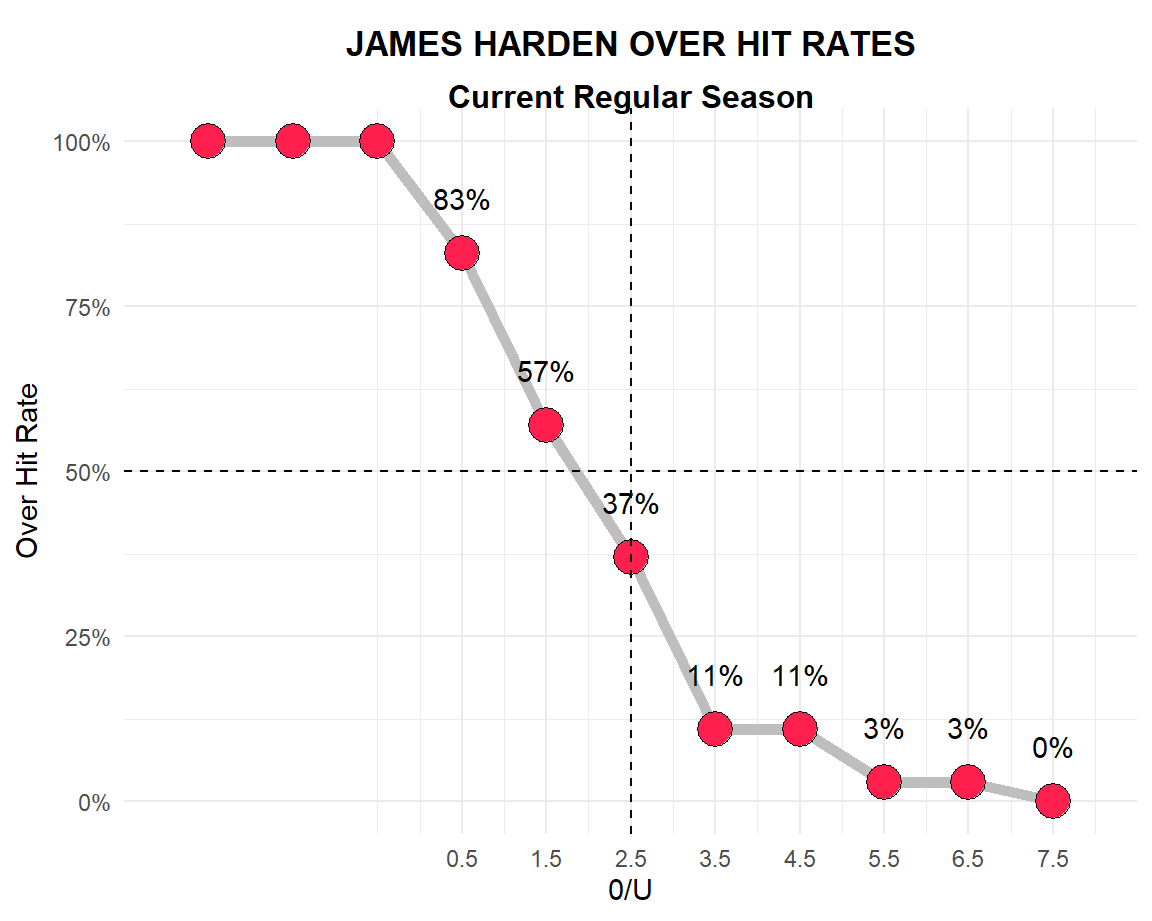 JAMES HARDEN OVER HIT RATES
Current Regular Season
100%
83%
75%
57%
Over Hit Rate
50%
37%
25%
11% 11%
3% 3% 0%
0%
0.5 1.5 2.5 3.5 4.5 5.5 6.5 7.5
0/U